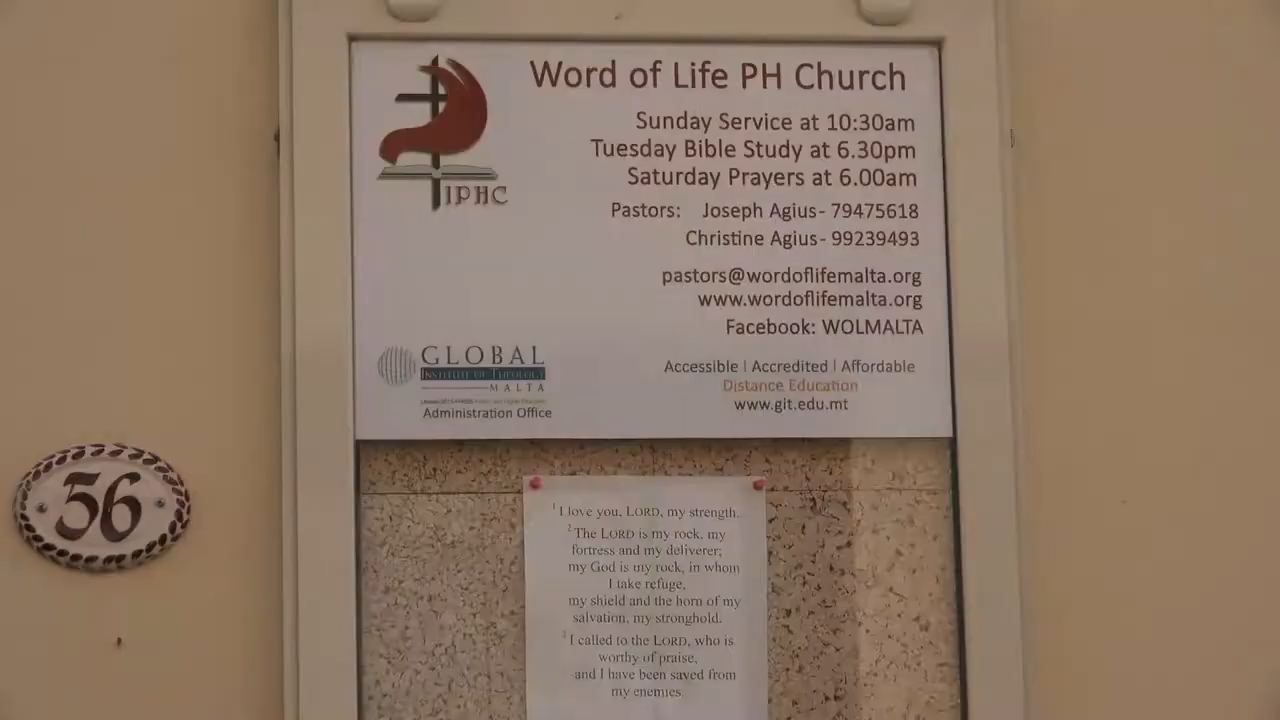 Word of Life PH Church
Sunday Service at 10:30am
Tuesday Bible Study at 6.30pm
Saturday Prayers at 6.00am
Pastors: Joseph Agius- 79475618
Christine Agius- 99239493
pastors@wordoflifemalta.org
www.wordoflifemalta.org
Facebook: WOLMALTA
IPHC
GLOBAL
INSTITUTE OF THEOLOGY
MALTA
Administration Office
Accessible | Accredited | Affordable
Distance Education
www.git.edu.mt
56
1 I love you, LORD, my strength.
2 The LORD is my rock, my
fortress and my deliverer;
my God is my rock, in whom
I take refuge,
my shield and the horn of my
salvation, my stronghold.
3 I called to the LORD, who is
worthy of praise,
and I have been saved from
my enemies.